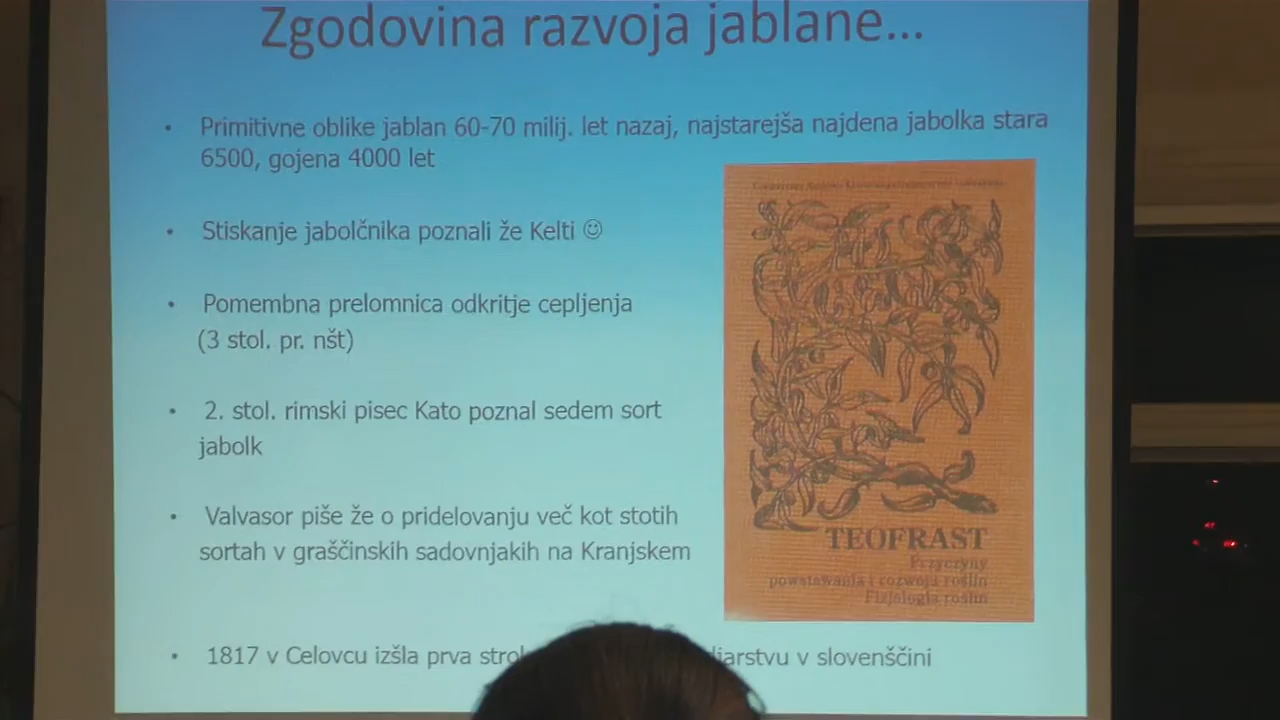 Zgodovina razvoja jablane...
• Primitivne oblike jablan 60-70 milij. let nazaj, najstarejša najdena jabolka stara
6500, gojena 4000 let
• Stiskanje jabolčnika poznali že Kelti ☺
• Pomembna prelomnica odkritje cepljenja
(3 stol. pr. nšt)
• 2. stol. rimski pisec Kato poznal sedem sort
jabolk
• Valvasor piše že o pridelovanju več kot stotih
sortah v graščinskih sadovnjakih na Kranjskem
• 1817 v Celovcu izšla prva v slovenščini
TEOFRAST
Przyczyny
powstawania i rozwoju roślin
Fizjologia roślin